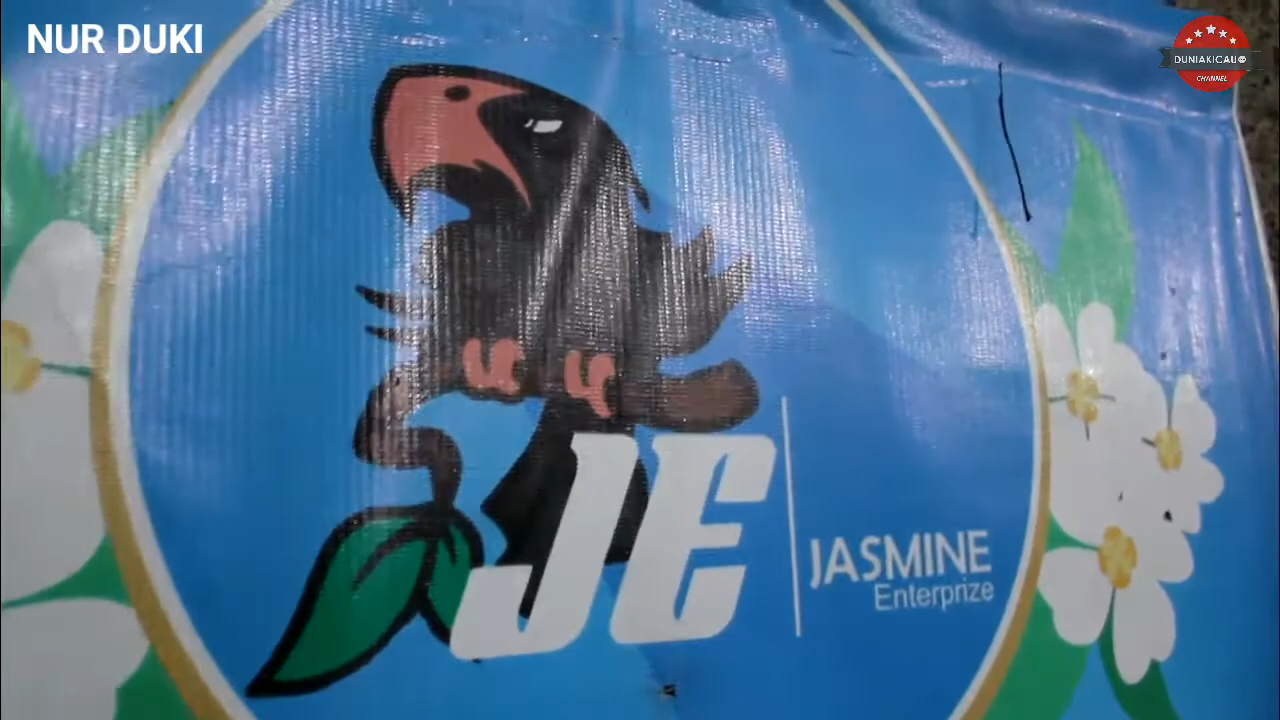 NUR DUKI
DUNIAKICAU
CHANNEL
JE
JASMINE
Enterprize